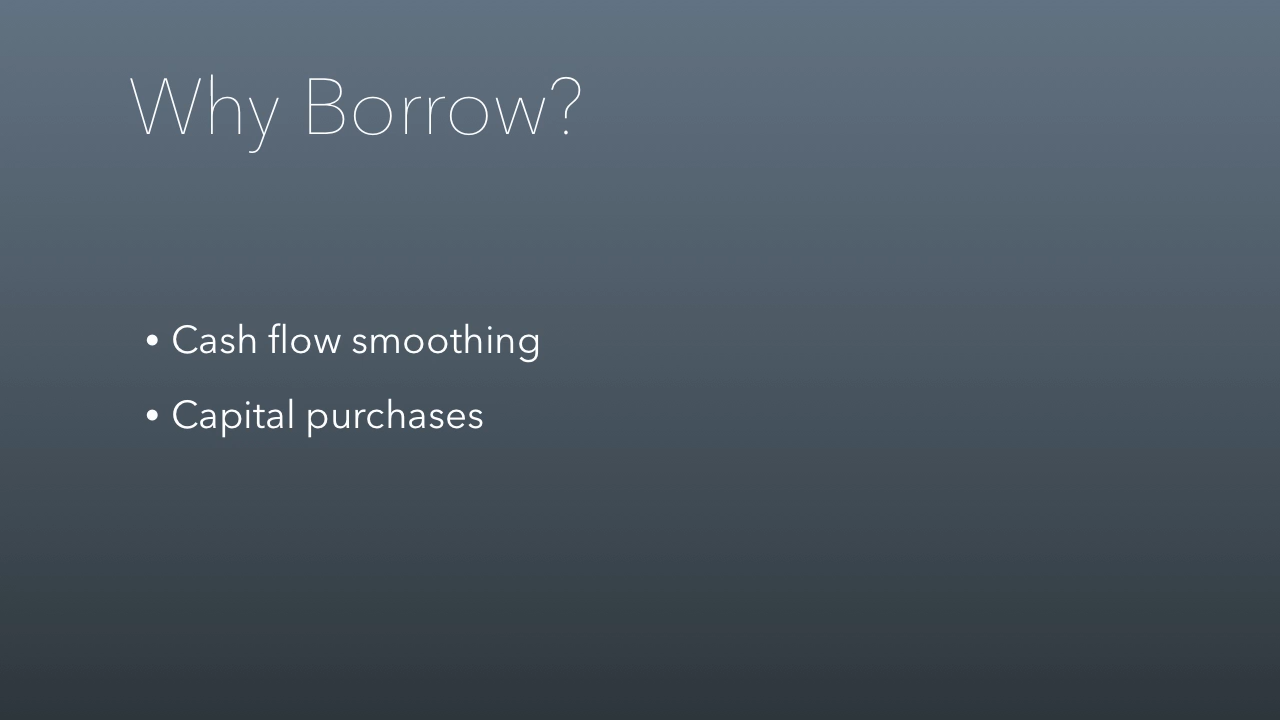 Why Borrow?
• Cash flow smoothing
• Capital purchases